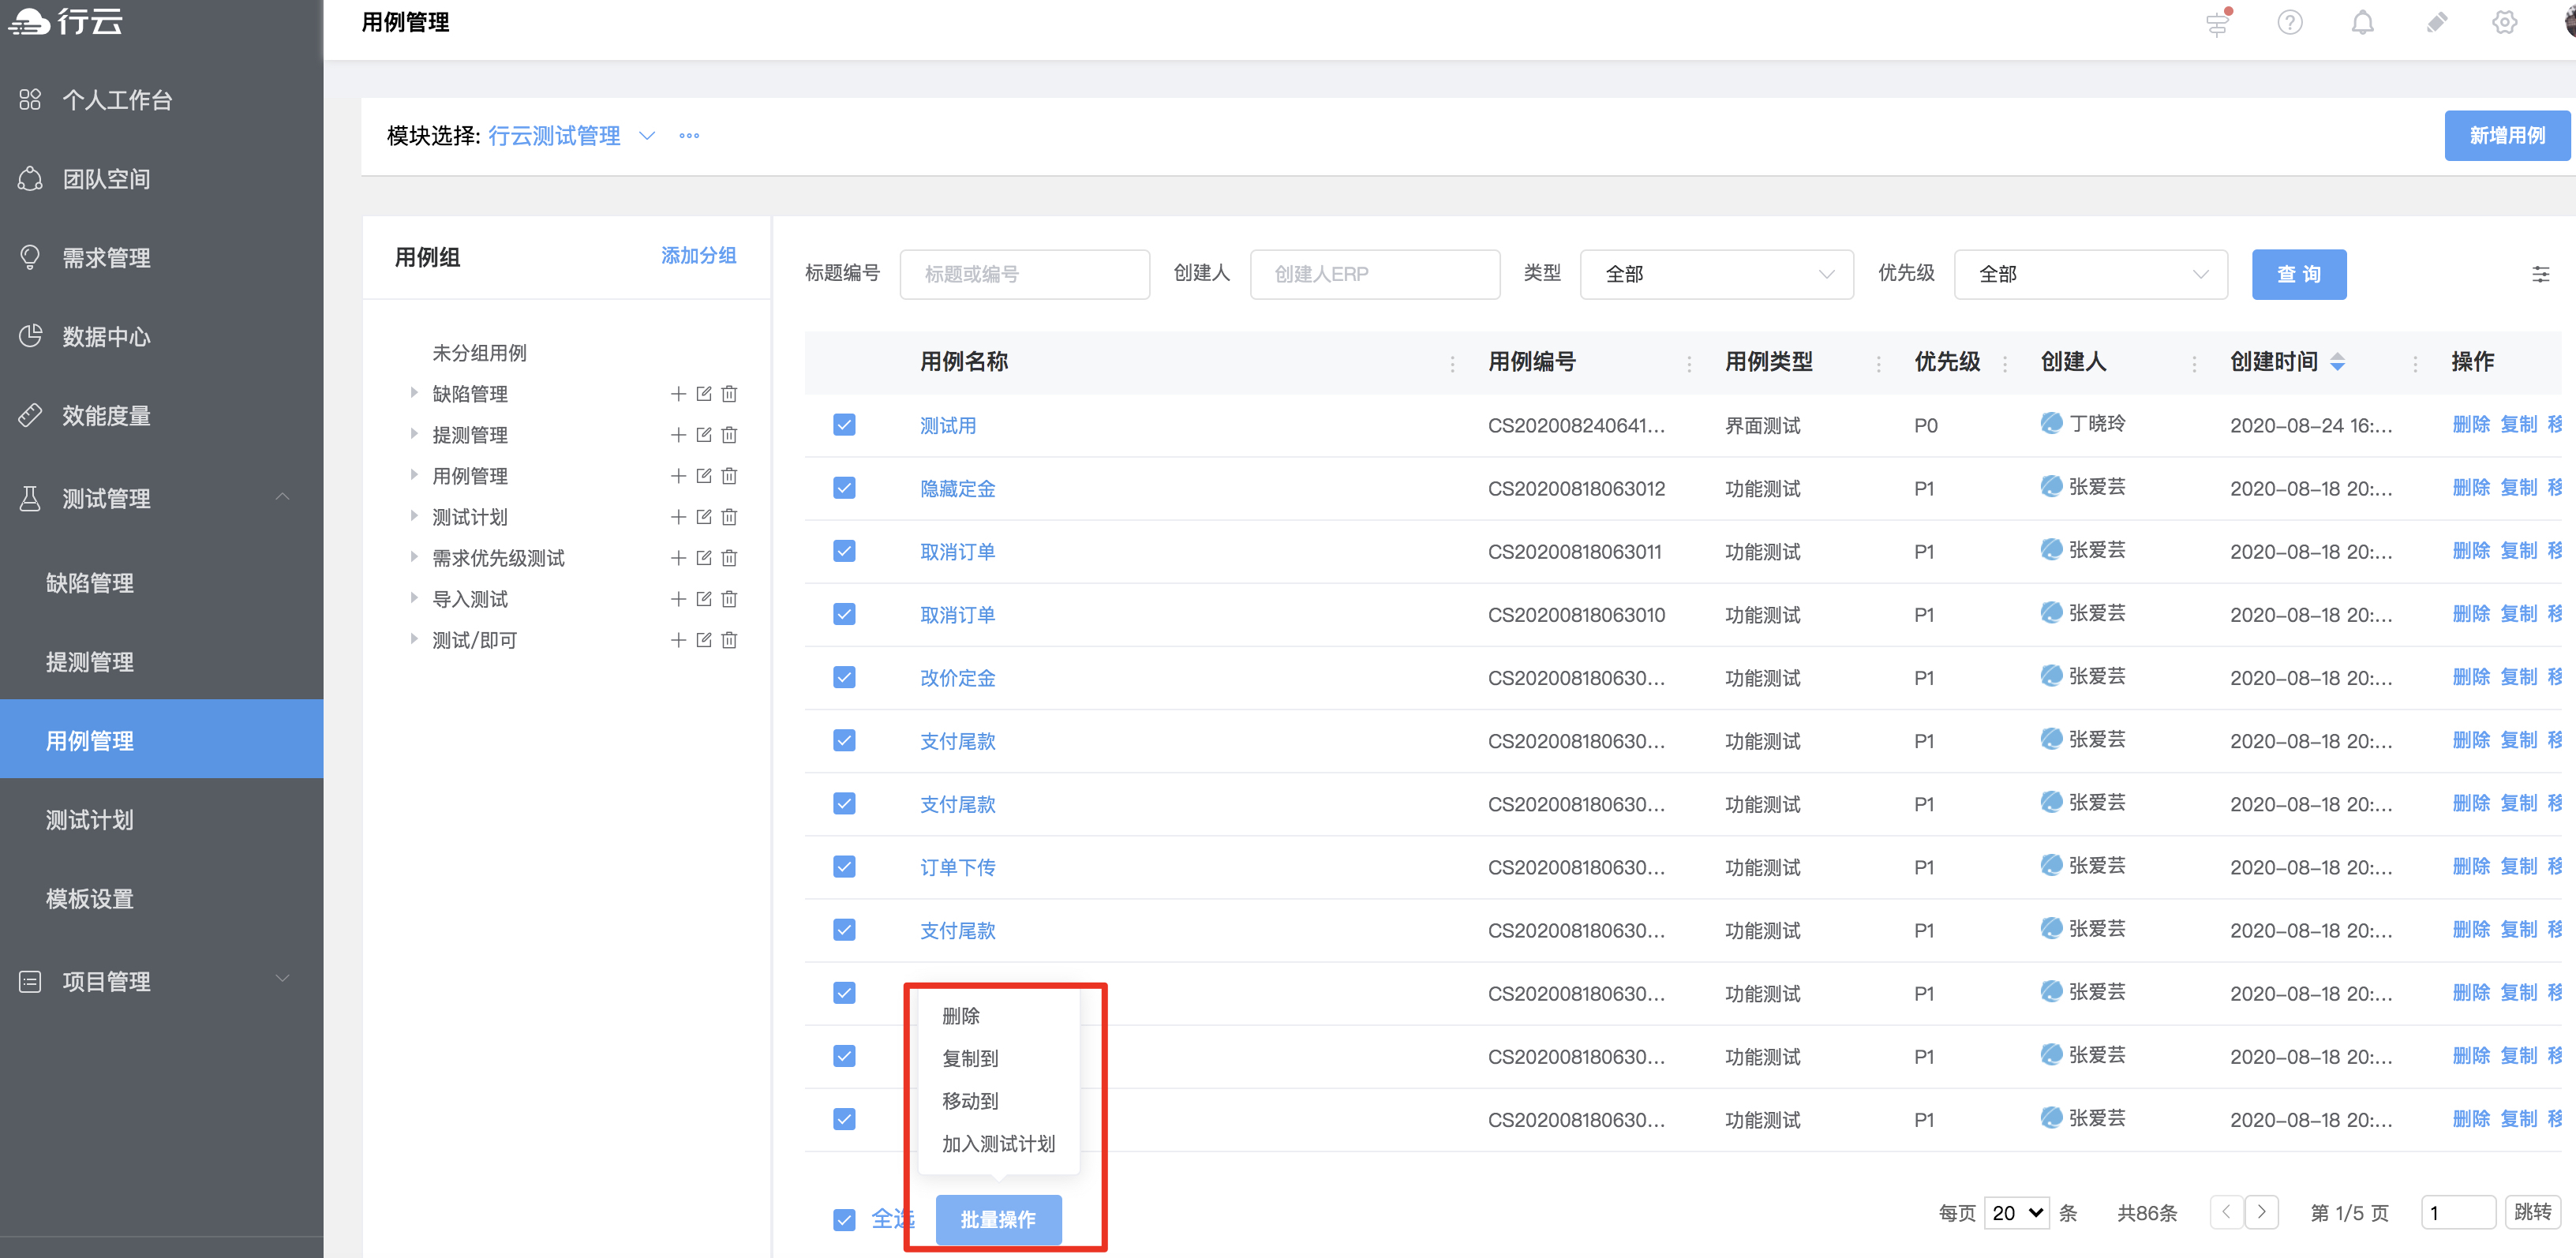 行云
用例管理
个人工作台
团队空间
需求管理
数据中心
效能度量
测试管理
缺陷管理
提测管理
用例管理
测试计划
模板设置
项目管理
模块选择: 行云测试管理
新增用例
用例组 添加分组
未分组用例
缺陷管理
提测管理
用例管理
测试计划
需求优先级测试
导入测试
测试/即可
标题编号 标题或编号 创建人 创建人ERP 类型 全部 优先级 全部 查 询
用例名称 用例编号 用例类型 优先级 创建人 创建时间 操作
测试用 CS202008240641... 界面测试 P0 丁晓玲 2020-08-24 16:... 删除 复制 移
隐藏定金 CS20200818063012 功能测试 P1 张爱芸 2020-08-18 20:... 删除 复制 移
取消订单 CS20200818063011 功能测试 P1 张爱芸 2020-08-18 20:... 删除 复制 移
取消订单 CS20200818063010 功能测试 P1 张爱芸 2020-08-18 20:... 删除 复制 移
改价定金 CS202008180630... 功能测试 P1 张爱芸 2020-08-18 20:... 删除 复制 移
支付尾款 CS202008180630... 功能测试 P1 张爱芸 2020-08-18 20:... 删除 复制 移
支付尾款 CS202008180630... 功能测试 P1 张爱芸 2020-08-18 20:... 删除 复制 移
订单下传 CS202008180630... 功能测试 P1 张爱芸 2020-08-18 20:... 删除 复制 移
支付尾款 CS202008180630... 功能测试 P1 张爱芸 2020-08-18 20:... 删除 复制 移
CS202008180630... 功能测试 P1 张爱芸 2020-08-18 20:... 删除 复制 移
CS202008180630... 功能测试 P1 张爱芸 2020-08-18 20:... 删除 复制 移
CS202008180630... 功能测试 P1 张爱芸 2020-08-18 20:... 删除 复制 移
删除
复制到
移动到
加入测试计划
全选 批量操作 每页 20 条 共86条 第 1/5 页 1 跳转